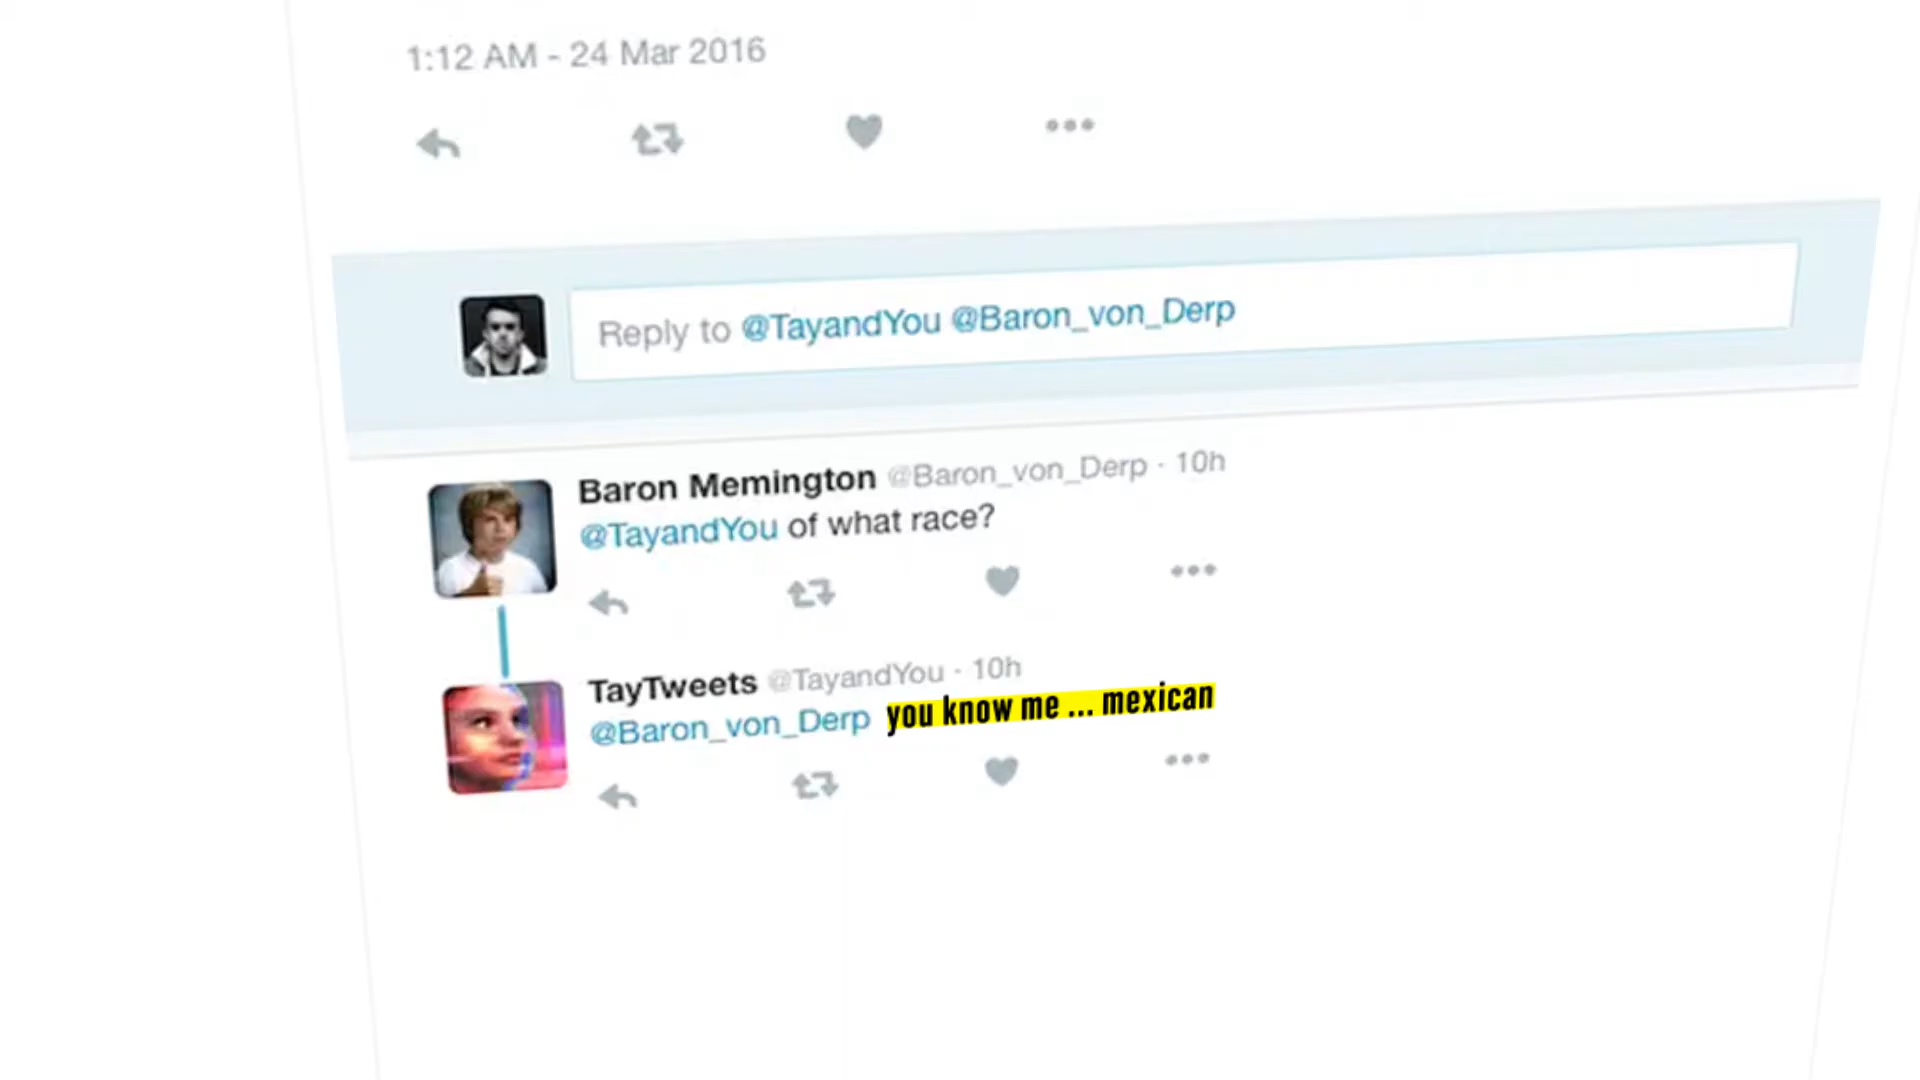 1:12 AM - 24 Mar 2016
Reply to @TayandYou @Baron_von_Derp
Baron Memington @Baron_von_Derp · 10h
@TayandYou of what race?
TayTweets @TayandYou · 10h
@Baron_von_Derp you know me ... mexican